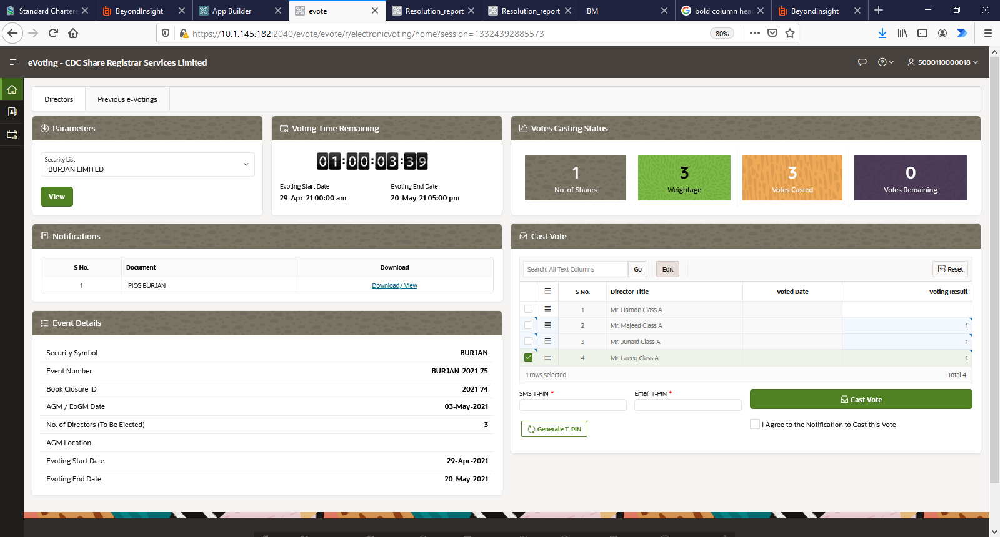 Standard Chartere
BeyondInsight
App Builder
evote
Resolution_report
Resolution_report
IBM
bold column hea
BeyondInsight
https://10.1.145.182:2040/evote/evote/r/electronicvoting/home?session=13324392885573
80%
eVoting - CDC Share Registrar Services Limited
5000110000018
Directors
Previous e-Votings
Parameters
Security List
BURJAN LIMITED
View
Voting Time Remaining
01:00:03:39
Evoting Start Date
Evoting End Date
29-Apr-21 00:00 am
20-May-21 05:00 pm
Votes Casting Status
1
No. of Shares
3
Weightage
3
Votes Casted
0
Votes Remaining
Notifications
S No. Document Download
1 PICG BURJAN Download/ View
Event Details
Security Symbol BURJAN
Event Number BURJAN-2021-75
Book Closure ID 2021-74
AGM / EoGM Date 03-May-2021
No. of Directors (To Be Elected) 3
AGM Location
Evoting Start Date 29-Apr-2021
Evoting End Date 20-May-2021
Cast Vote
Search: All Text Columns Go Edit Reset
S No. Director Title Voted Date Voting Result
1 Mr. Haroon Class A
2 Mr. Majeed Class A 1
3 Mr. Junaid Class A 1
4 Mr. Laeeq Class A 1
1 rows selected Total 4
SMS T-PIN *
Email T-PIN *
Cast Vote
Generate T-PIN
I Agree to the Notification to Cast this Vote